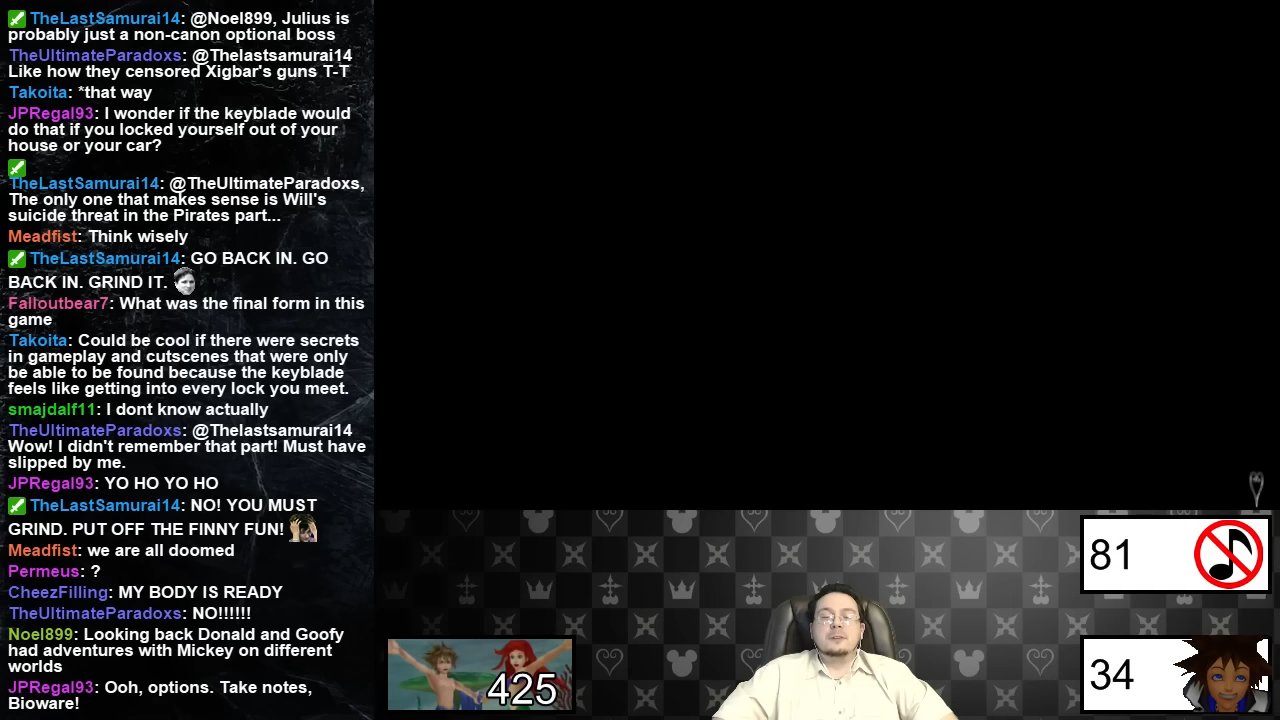 TheLastSamurai14: @Noel899, Julius is
probably just a non-canon optional boss
TheUltimateParadoxs: @Thelastsamurai14
Like how they censored Xigbar's guns T-T
Takoita: *that way
JPRegal93: I wonder if the keyblade would
do that if you locked yourself out of your
house or your car?
TheLastSamurai14: @TheUltimateParadoxs,
The only one that makes sense is Will's
suicide threat in the Pirates part...
Meadfist: Think wisely
TheLastSamurai14: GO BACK IN. GO
BACK IN. GRIND IT.
Falloutbear7: What was the final form in this
game
Takoita: Could be cool if there were secrets
in gameplay and cutscenes that were only
be able to be found because the keyblade
feels like getting into every lock you meet.
smajdalf11: I dont know actually
TheUltimateParadoxs: @Thelastsamurai14
Wow! I didn't remember that part! Must have
slipped by me.
JPRegal93: YO HO YO HO
TheLastSamurai14: NO! YOU MUST
GRIND. PUT OFF THE FINNY FUN!
Meadfist: we are all doomed
Permeus: ?
CheezFilling: MY BODY IS READY
TheUltimateParadoxs: NO!!!!!!
Noel899: Looking back Donald and Goofy
had adventures with Mickey on different
worlds
JPRegal93: Ooh, options. Take notes,
Bioware!
425
81
34